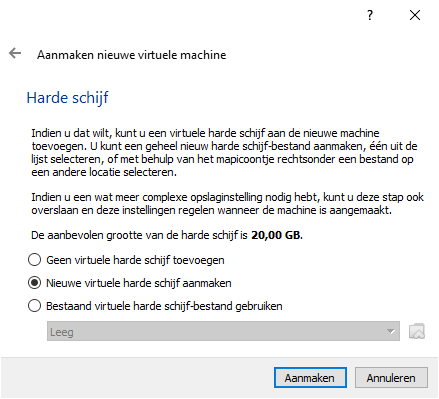 ?
Aanmaken nieuwe virtuele machine
Harde schijf
Indien u dat wilt, kunt u een virtuele harde schijf aan de nieuwe machine
toevoegen. U kunt een geheel nieuw harde schijf-bestand aanmaken, één uit de
lijst selecteren, of met behulp van het mapicoontje rechtsonder een bestand op
een andere locatie selecteren.
Indien u een wat meer complexe opslaginstelling nodig hebt, kunt u deze stap ook
overslaan en deze instellingen regelen wanneer de machine is aangemaakt.
De aanbevolen grootte van de harde schijf is 20,00 GB.
Geen virtuele harde schijf toevoegen
Nieuwe virtuele harde schijf aanmaken
Bestaand virtuele harde schijf-bestand gebruiken
Leeg
Aanmaken Annuleren